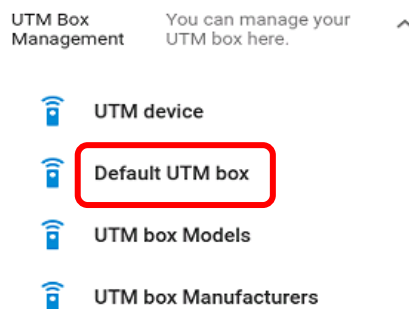 UTM Box Management
You can manage your UTM box here.
UTM device
Default UTM box
UTM box Models
UTM box Manufacturers